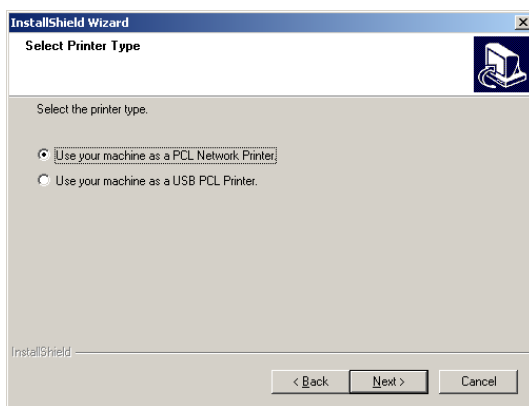 InstallShield Wizard
Select Printer Type
Select the printer type.
Use your machine as a PCL Network Printer.
Use your machine as a USB PCL Printer.
InstallShield
< Back
Next >
Cancel